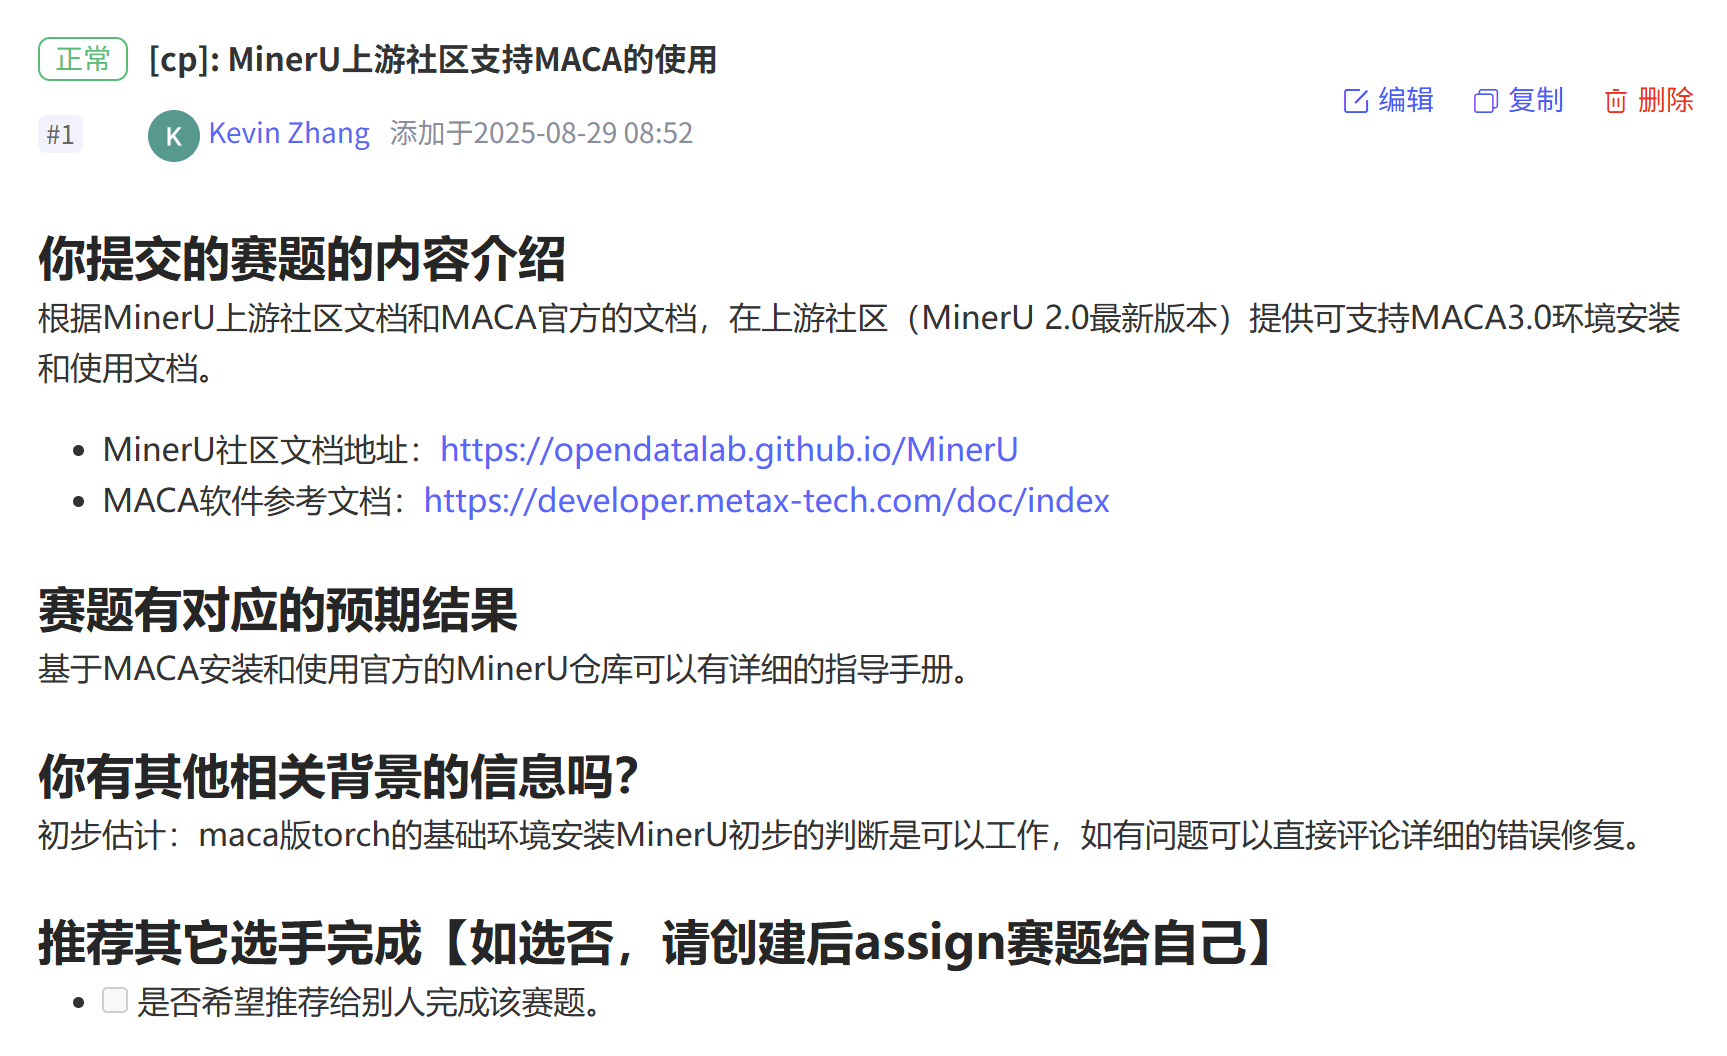 正常 [cp]: MinerU上游社区支持MACA的使用
编辑 复制 删除
#1 K Kevin Zhang 添加于2025-08-29 08:52
你提交的赛题的内容介绍
根据MinerU上游社区文档和MACA官方的文档，在上游社区（MinerU 2.0最新版本）提供可支持MACA3.0环境安装
和使用文档。
MinerU社区文档地址：https://opendatalab.github.io/MinerU
MACA软件参考文档：https://developer.metax-tech.com/doc/index
赛题有对应的预期结果
基于MACA安装和使用官方的MinerU仓库可以有详细的指导手册。
你有其他相关背景的信息吗？
初步估计：maca版torch的基础环境安装MinerU初步的判断是可以工作，如有问题可以直接评论详细的错误修复。
推荐其它选手完成【如选否，请创建后assign赛题给自己】
是否希望推荐给别人完成该赛题。